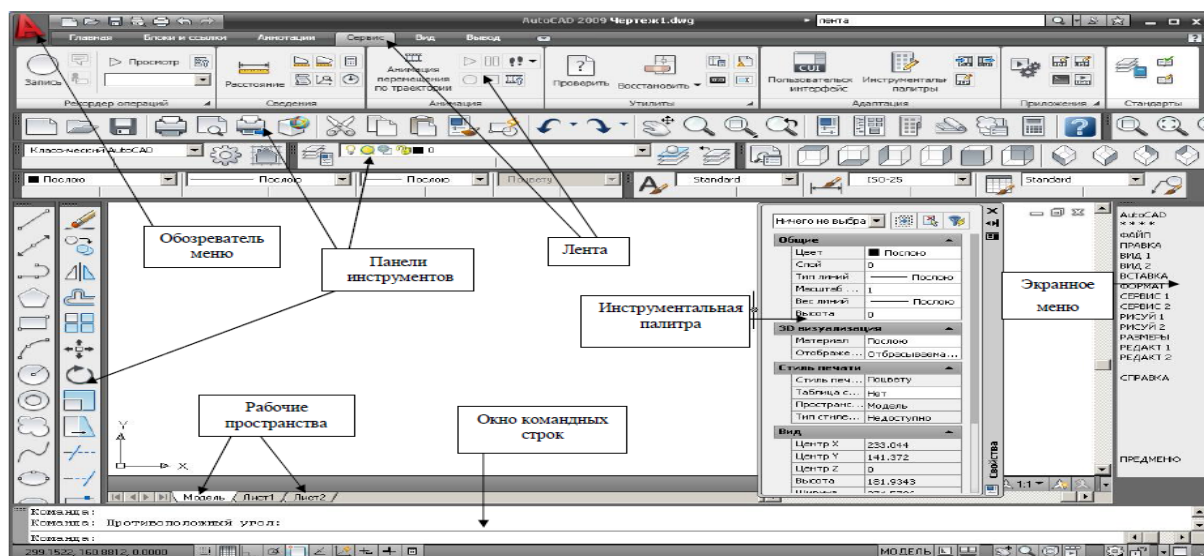 AutoCAD 2009 Чертеж1.dwg
лента
Главная Блоки и ссылки Аннотации Сервис Вид Вывод
Запись
Просмотр
Расстояние
Анимация перемещения по траектории
Проверить
Восстановить
Пользовательск интерфейс
Инструментальн палитры
Рекордер операций
Сведения
Анимация
Утилиты
Адаптация
Приложения
Стандарты
Классический AutoCAD
0
Послою
Послою
Послою
Поцвету
Standard
ISO-25
Standard
Обозреватель
меню
Панели
инструментов
Лента
Инструментальная
палитра
Экранное
меню
Рабочие
пространства
Окно командных
строк
Ничего не выбра
Общие
Цвет Послою
Слой 0
Тип линий Послою
Масштаб ... 1
Вес линий Послою
Высота 0
3D визуализация
Материал Послою
Отображе... Отбрасываема...
Стиль печати
Стиль печ... Поцвету
Таблица с... Нет
Пространс... Модель
Тип стиле... Недоступно
Вид
Центр X 233.044
Центр Y 141.372
Центр Z 0
Высота 181.9343
Свойства
AutoCAD
* * * *
ФАЙЛ
ПРАВКА
ВИД 1
ВИД 2
ВСТАВКА
ФОРМАТ
СЕРВИС 1
СЕРВИС 2
РИСУЙ 1
РИСУЙ 2
РАЗМЕРЫ
РЕДАКТ 1
РЕДАКТ 2
СПРАВКА
ПРЕДМЕНЮ
Y
X
Модель Лист1 Лист2
1:1
Команда:
Команда: Противоположный угол:
Команда:
299.1522, 160.8812, 0.0000
МОДЕЛЬ